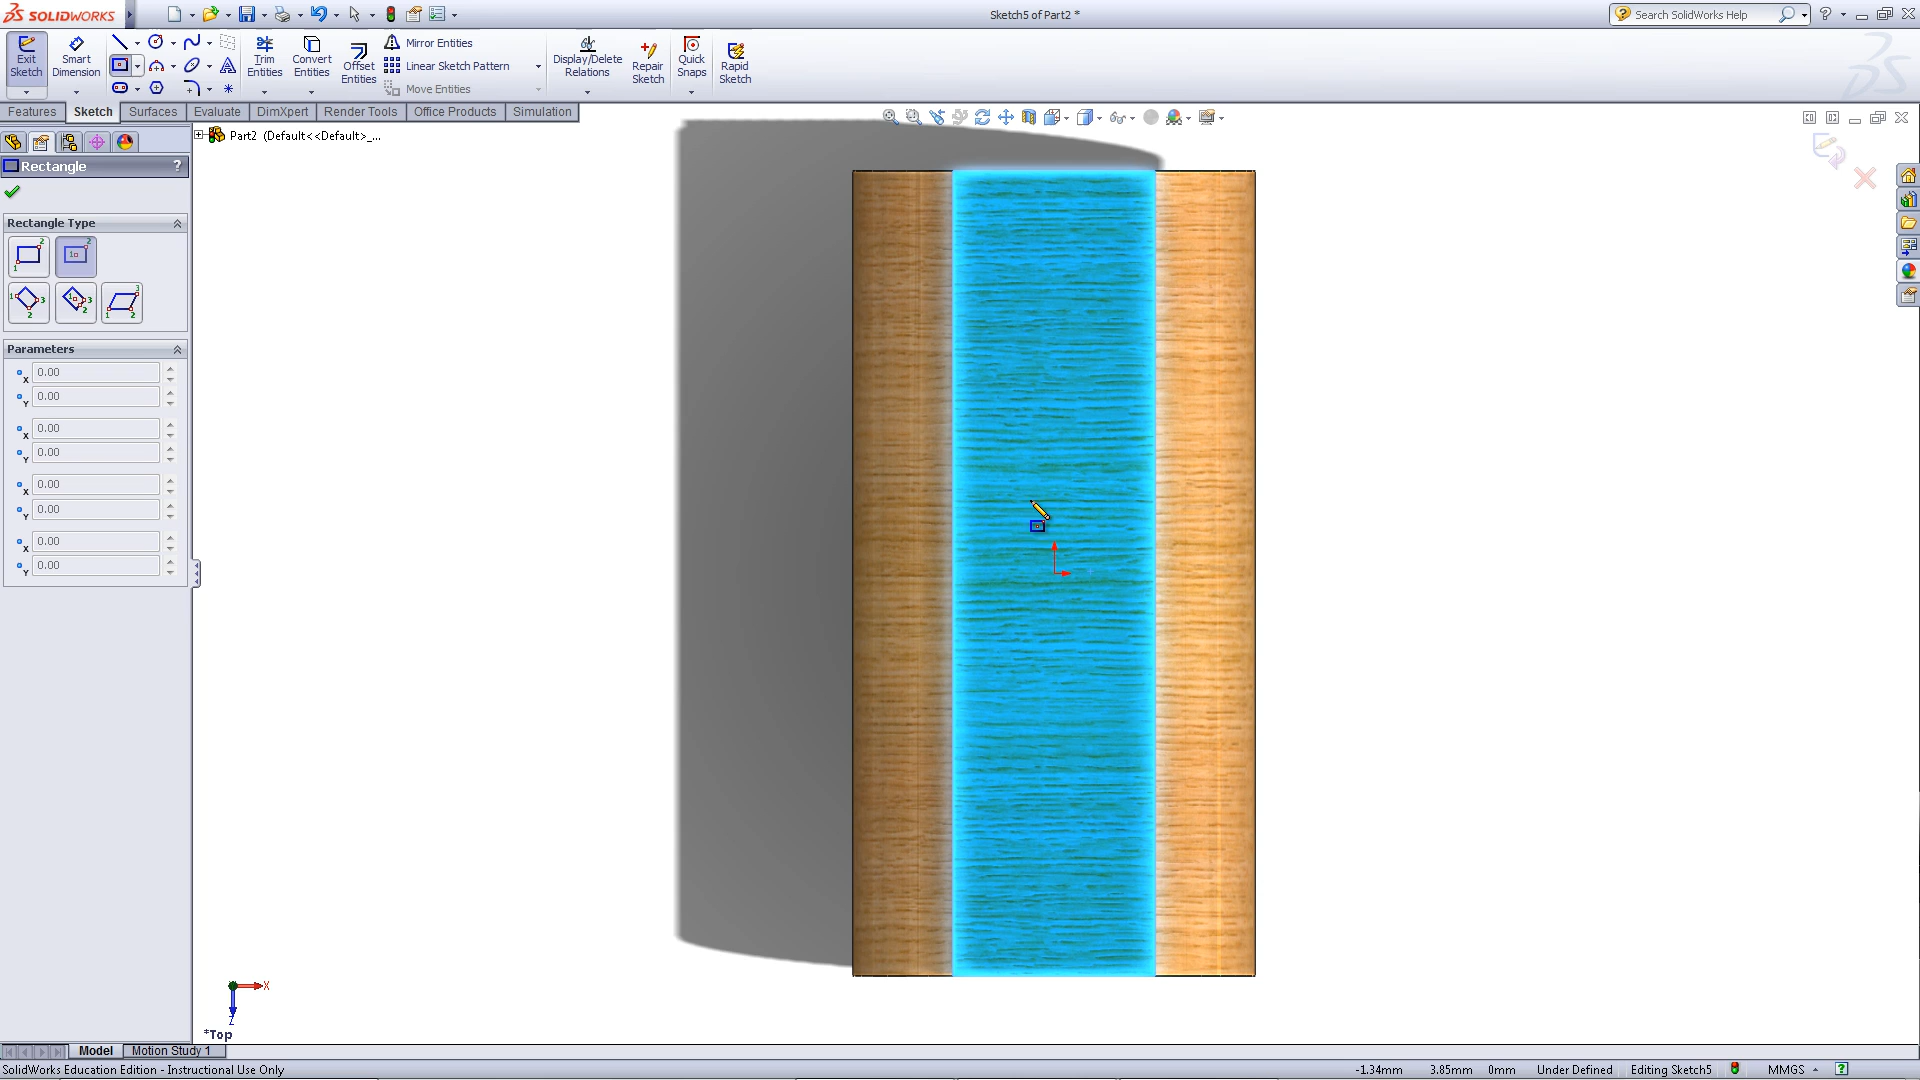 SOLIDWORKS
Sketch5 of Part2 *
Search SolidWorks Help
Exit Sketch
Smart Dimension
Trim Entities
Convert Entities
Offset Entities
Mirror Entities
Linear Sketch Pattern
Move Entities
Display/Delete Relations
Repair Sketch
Quick Snaps
Rapid Sketch
Features
Sketch
Surfaces
Evaluate
DimXpert
Render Tools
Office Products
Simulation
Part2 (Default<<Default>_...
Rectangle
?
Rectangle Type
Parameters
X 0.00
Y 0.00
X 0.00
Y 0.00
X 0.00
Y 0.00
X 0.00
Y 0.00
X
Z
*Top
Model
Motion Study 1
SolidWorks Education Edition - Instructional Use Only
-1.34mm
3.85mm
0mm
Under Defined
Editing Sketch5
MMGS